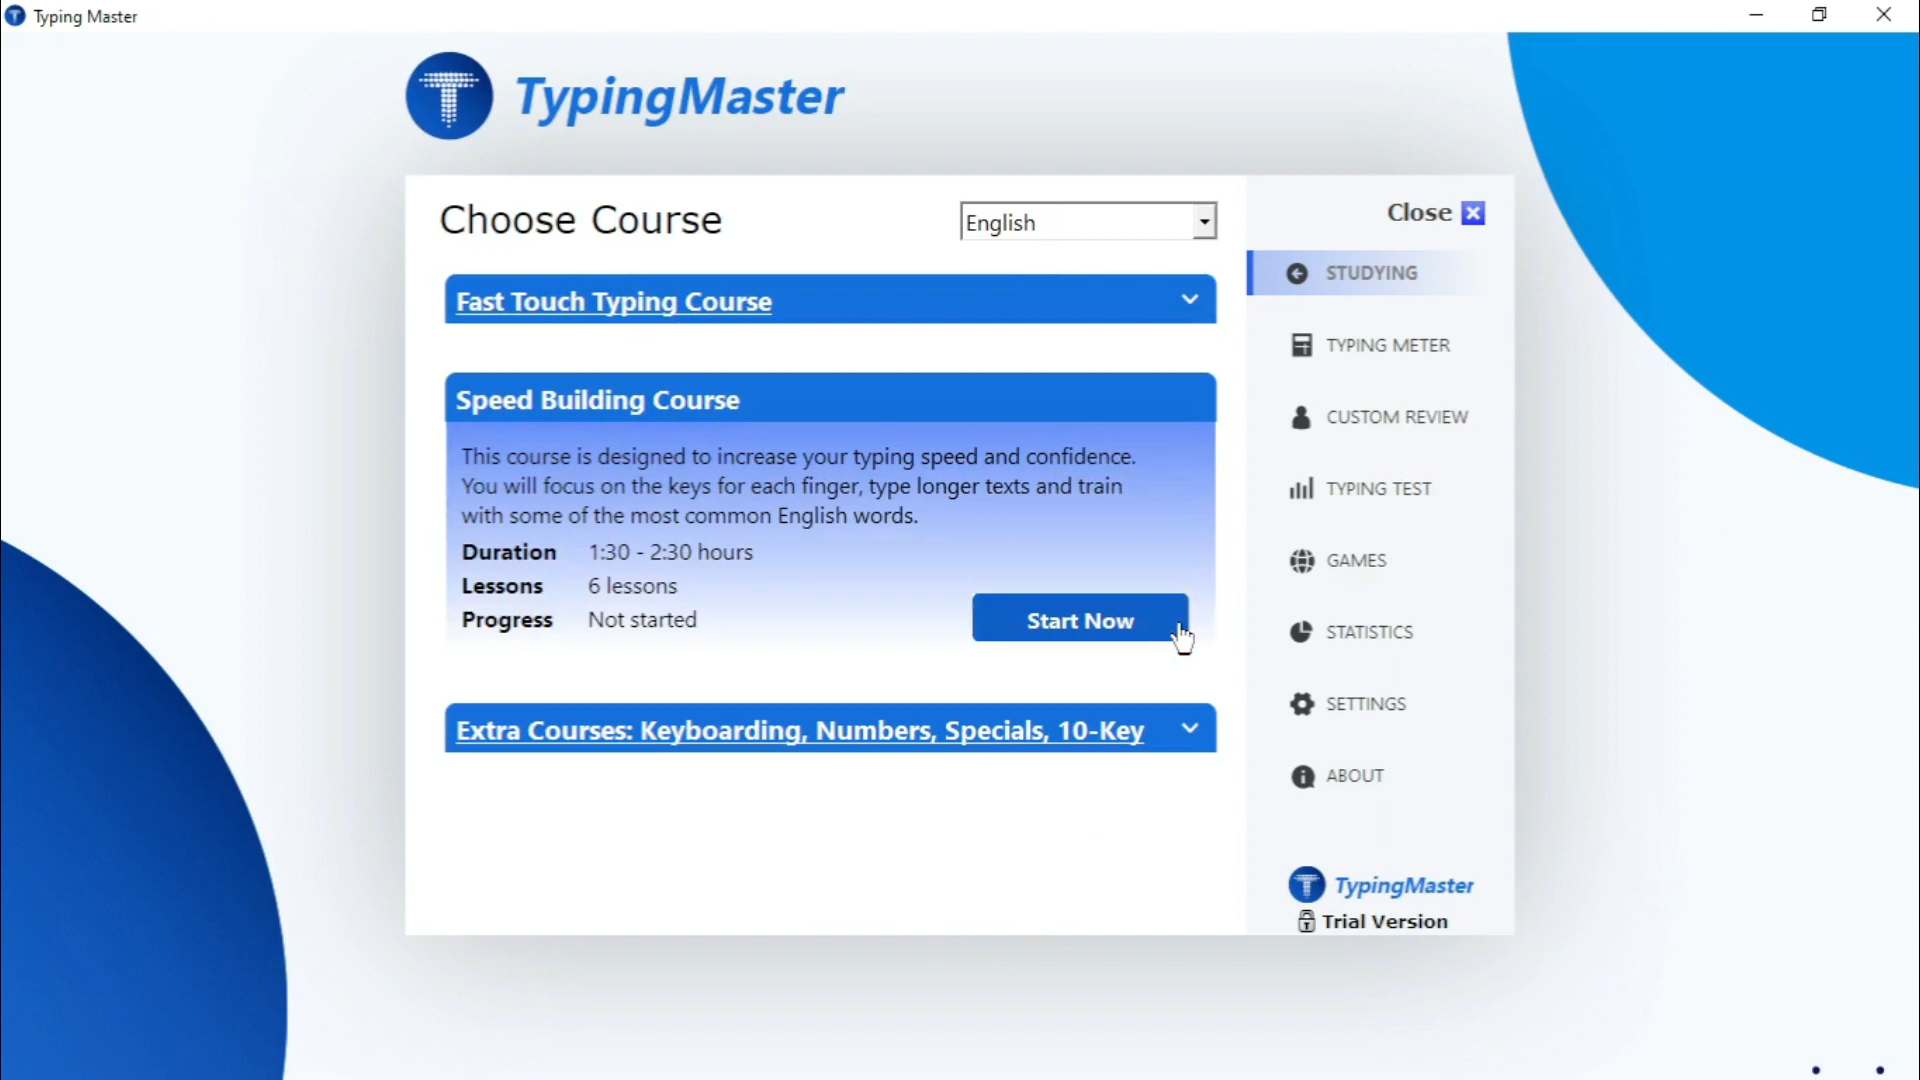 Typing Master
TypingMaster
Choose Course
English
Close
Fast Touch Typing Course
Speed Building Course
This course is designed to increase your typing speed and confidence.
You will focus on the keys for each finger, type longer texts and train
with some of the most common English words.
Duration 1:30 - 2:30 hours
Lessons 6 lessons
Progress Not started
Start Now
Extra Courses: Keyboarding, Numbers, Specials, 10-Key
STUDYING
TYPING METER
CUSTOM REVIEW
TYPING TEST
GAMES
STATISTICS
SETTINGS
ABOUT
TypingMaster
Trial Version